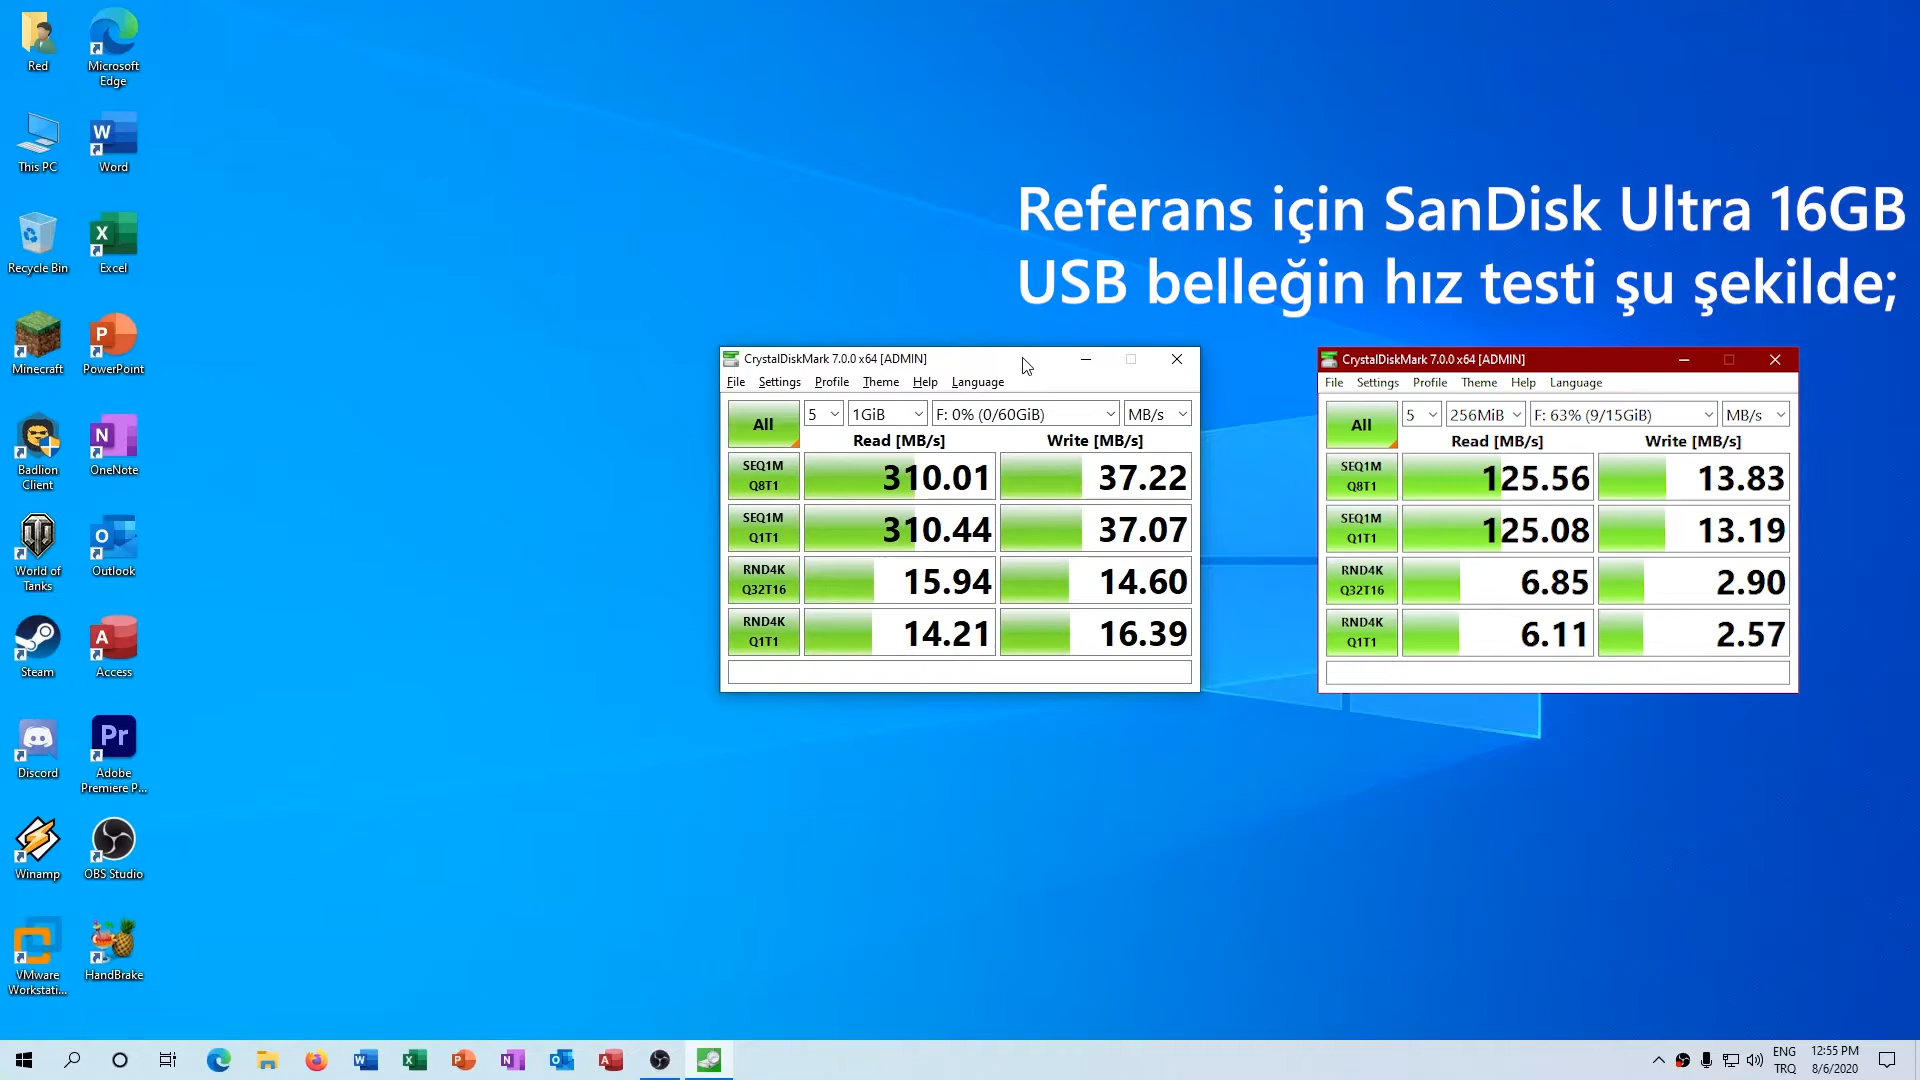 Red
Microsoft
Edge
This PC
Word
Recycle Bin
Excel
Minecraft
PowerPoint
Badlion
Client
OneNote
World of
Tanks
Outlook
Steam
Access
Discord
Adobe
Premiere P...
Winamp
OBS Studio
VMware
Workstati...
HandBrake
Referans için SanDisk Ultra 16GB
USB belleğin hız testi şu şekilde;
CrystalDiskMark 7.0.0 x64 [ADMIN]
File Settings Profile Theme Help Language
All 5 1GiB F: 0% (0/60GiB) MB/s
Read [MB/s] Write [MB/s]
SEQ1M
Q8T1
310.01 37.22
SEQ1M
Q1T1
310.44 37.07
RND4K
Q32T16
15.94 14.60
RND4K
Q1T1
14.21 16.39
CrystalDiskMark 7.0.0 x64 [ADMIN]
File Settings Profile Theme Help Language
All 5 256MiB F: 63% (9/15GiB) MB/s
Read [MB/s] Write [MB/s]
SEQ1M
Q8T1
125.56 13.83
SEQ1M
Q1T1
125.08 13.19
RND4K
Q32T16
6.85 2.90
RND4K
Q1T1
6.11 2.57
ENG
TRQ
12:55 PM
8/6/2020